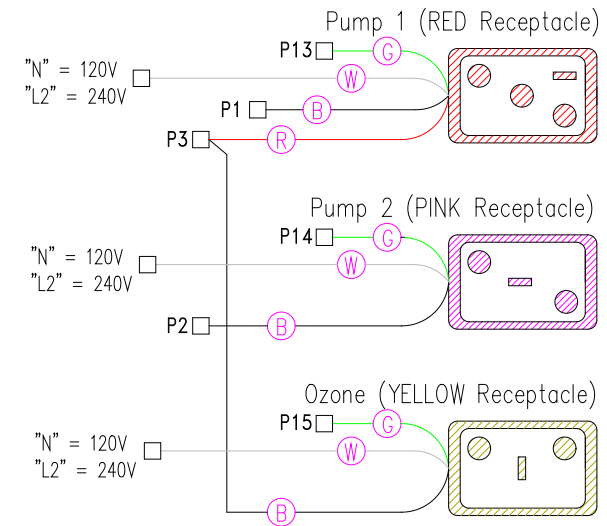 Pump 1 (RED Receptacle)
P13
G
"N" = 120V
W
"L2" = 240V
P1
B
P3
R
Pump 2 (PINK Receptacle)
P14
G
"N" = 120V
W
"L2" = 240V
P2
B
Ozone (YELLOW Receptacle)
P15
G
"N" = 120V
W
"L2" = 240V
B